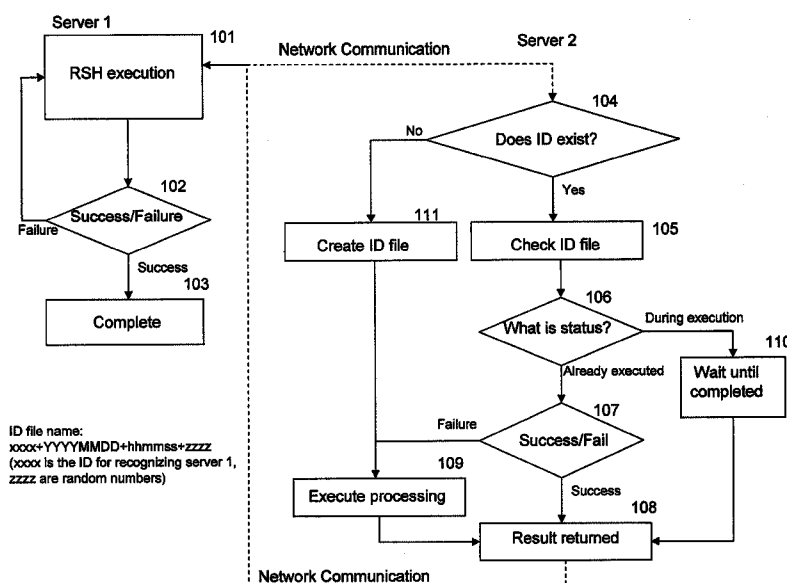 Server 1
101
RSH execution
Network Communication
Server 2
104
Does ID exist?
No
Yes
102
Success/Failure
Failure
Success
103
Complete
111
Create ID file
105
Check ID file
106
What is status?
During execution
110
Wait until
completed
Already executed
107
Success/Fail
Failure
Success
109
Execute processing
108
Result returned
ID file name:
xxxx+YYYYMMDD+hhmmss+zzzz
(xxxx is the ID for recognizing server 1,
zzzz are random numbers)
Network Communication